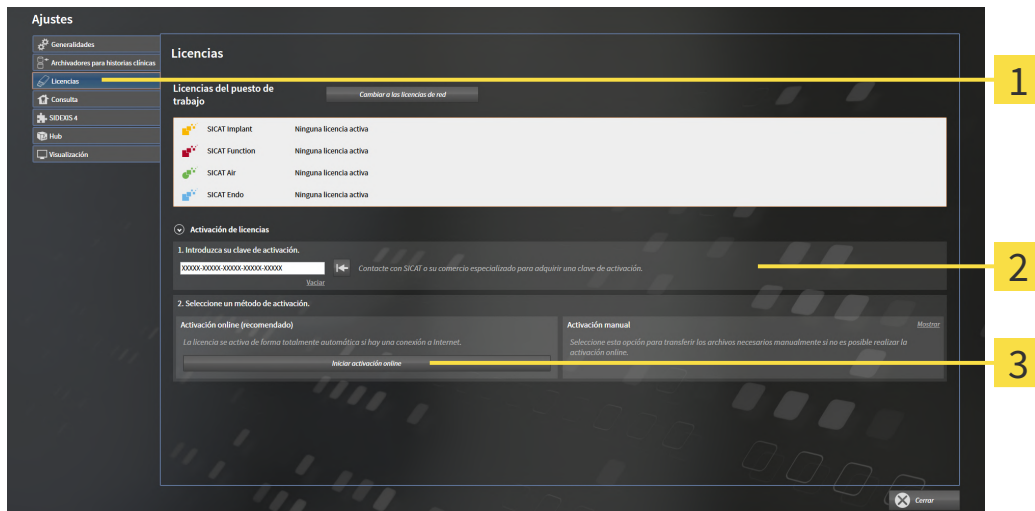 Ajustes
Generalidades
Archivadores para historias clínicas
Licencias
Consulta
SIDEXIS 4
Hub
Visualización
Licencias
Licencias del puesto de
trabajo
Cambiar a las licencias de red
SICAT Implant Ninguna licencia activa
SICAT Function Ninguna licencia activa
SICAT Air Ninguna licencia activa
SICAT Endo Ninguna licencia activa
Activación de licencias
1. Introduzca su clave de activación.
XXXXX-XXXXX-XXXXX-XXXXX-XXXXX
Contacte con SICAT o su comercio especializado para adquirir una clave de activación.
Vaciar
2. Seleccione un método de activación.
Activación online (recomendado)
La licencia se activa de forma totalmente automática si hay una conexión a Internet.
Iniciar activación online
Activación manual
Mostrar
Seleccione esta opción para transferir los archivos necesarios manualmente si no es posible realizar la
activación online.
Cerrar
1
2
3